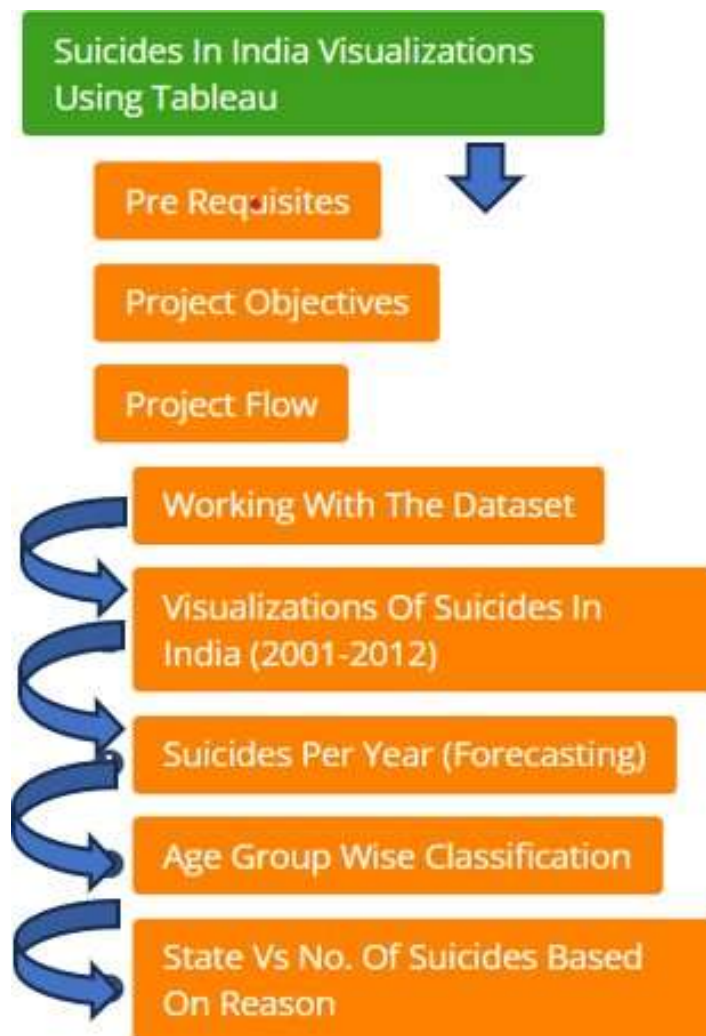 Suicides In India Visualizations
Using Tableau
Pre Requisites
Project Objectives
Project Flow
Working With The Dataset
Visualizations Of Suicides In
India (2001-2012)
Suicides Per Year (Forecasting)
Age Group Wise Classification
State Vs No. Of Suicides Based
On Reason